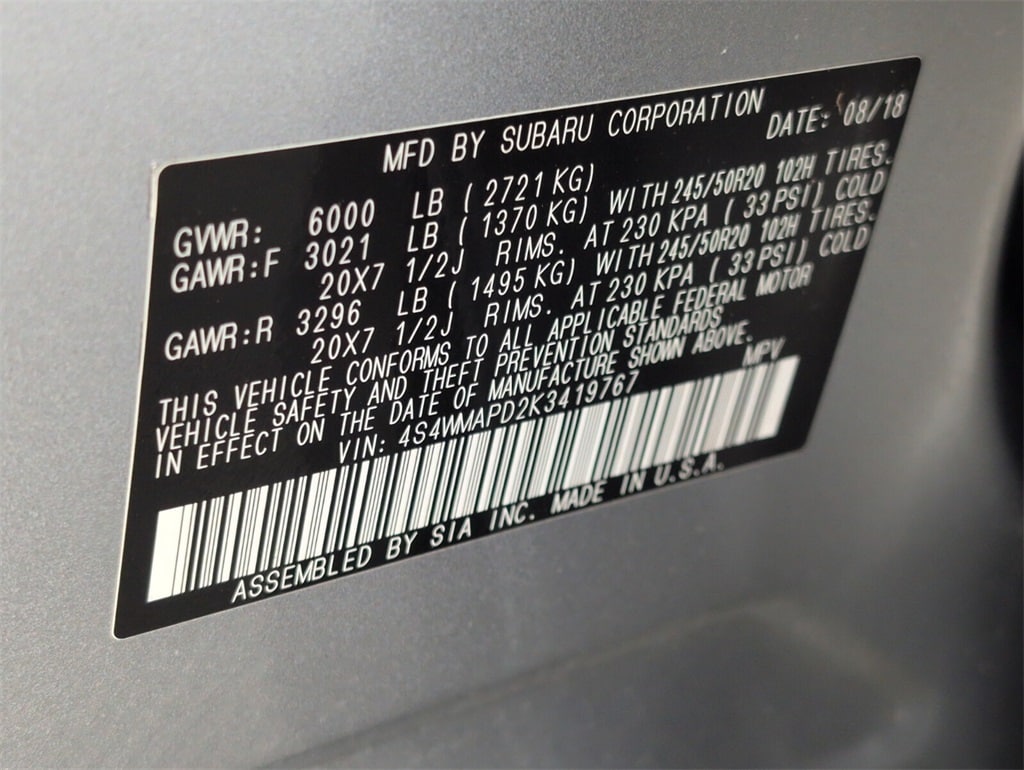 MFD BY SUBARU CORPORATION
DATE: 08/18
GVWR: 6000 LB ( 2721 KG)
GAWR:F 3021 LB ( 1370 KG) WITH 245/50R20 102H TIRES.
20X7 1/2J RIMS. AT 230 KPA ( 33 PSI) COLD
GAWR:R 3296 LB ( 1495 KG) WITH 245/50R20 102H TIRES.
20X7 1/2J RIMS. AT 230 KPA ( 33 PSI) COLD
THIS VEHICLE CONFORMS TO ALL APPLICABLE FEDERAL MOTOR
VEHICLE SAFETY AND THEFT PREVENTION STANDARDS
IN EFFECT ON THE DATE OF MANUFACTURE SHOWN ABOVE.
VIN: 4S4WMAPD2K3419767 MPV
ASSEMBLED BY SIA INC. MADE IN U.S.A.